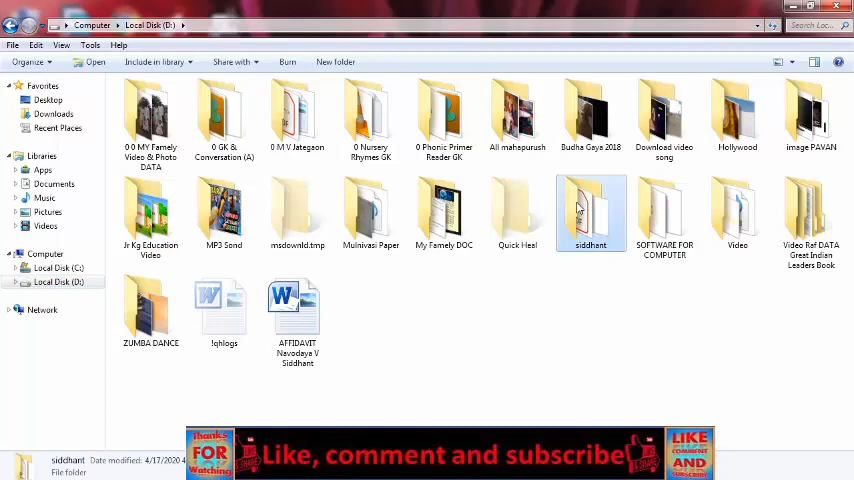 Computer ▸ Local Disk (D:) ▸
Search Loc...
File Edit View Tools Help
Organize Open Include in library Share with Burn New folder
Favorites
Desktop
Downloads
Recent Places
Libraries
Apps
Documents
Music
Pictures
Videos
Computer
Local Disk (C:)
Local Disk (D:)
Network
0 0 MY Famely
Video & Photo
DATA
0 GK &
Conversation (A)
0 M V Jategaon
0 Nursery
Rhymes GK
0 Phonic Primer
Reader GK
All mahapurush
Budha Gaya 2018
Download video
song
Hollywood
image PAVAN
Jr Kg Education
Video
MP3 Sond
msdownld.tmp
Mulnivasi Paper
My Famely DOC
Quick Heal
siddhant
SOFTWARE FOR
COMPUTER
Video
Video Raf DATA
Great Indian
Leaders Book
ZUMBA DANCE
!qhlogs
AFFIDAVIT
Navodaya V
Siddhant
Thanks
FOR
Watching
Like, comment and subscribe
LIKE
COMMENT
AND
siddhant Date modified: 4/17/2020 4
File folder